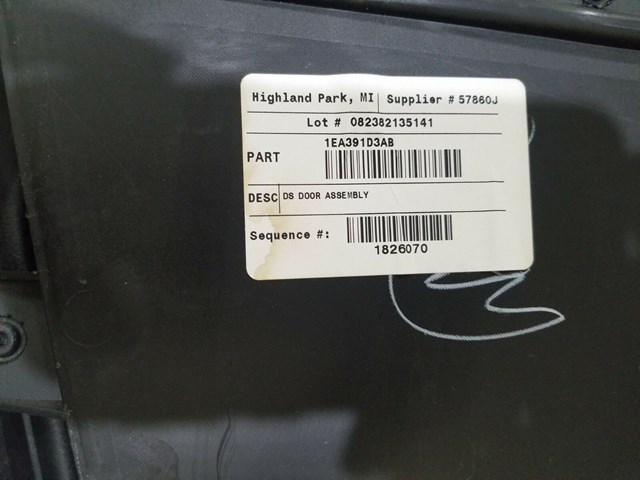 Highland Park, MI Supplier # 57860J
Lot # 082382135141
1EA391D3AB
PART
DESC DS DOOR ASSEMBLY
Sequence #:
1826070